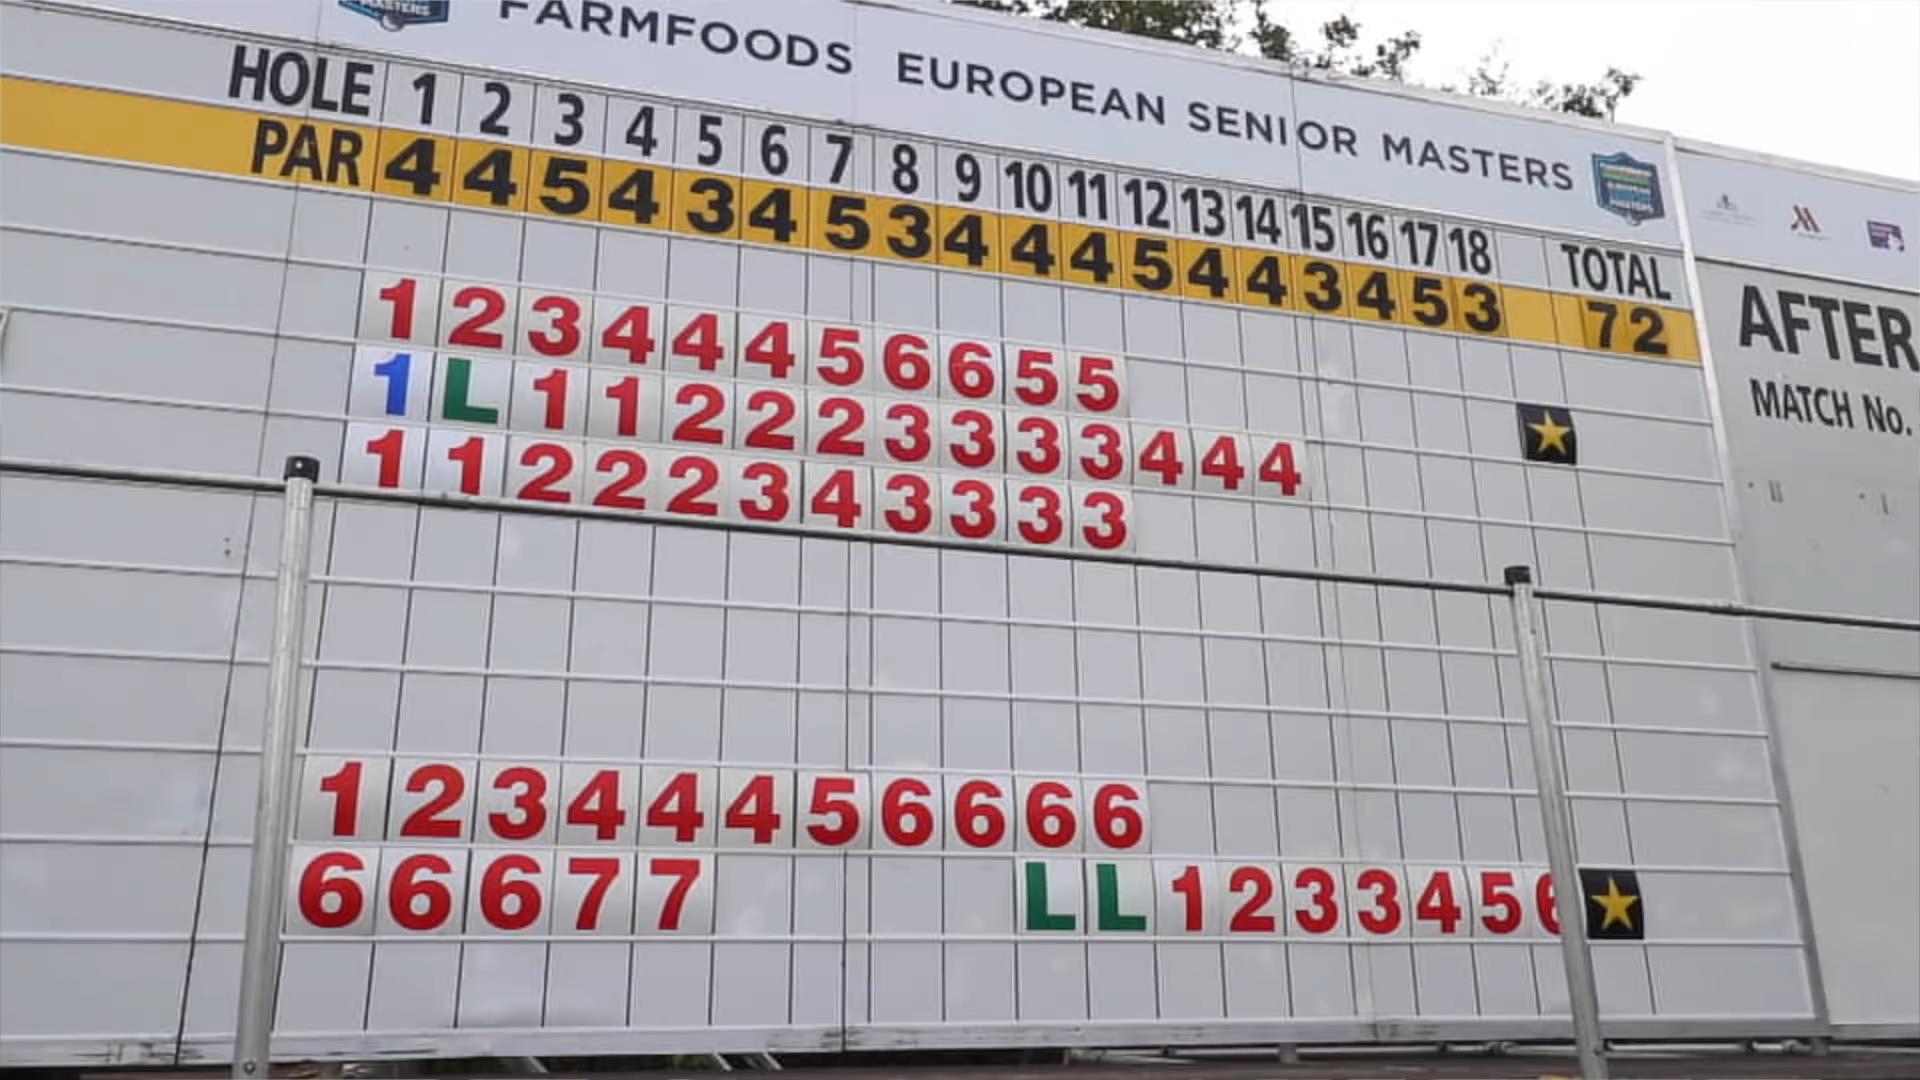 FARMFOODS EUROPEAN SENIOR MASTERS
HOLE 1 2 3 4 5 6 7 8 9 10 11 12 13 14 15 16 17 18 TOTAL
PAR 4 4 5 4 3 4 5 3 4 4 4 5 4 4 3 4 5 3 72
1 2 3 4 4 4 5 6 6 5 5
1 L 1 1 2 2 2 3 3 3 3 4 4 4
1 1 2 2 2 3 4 3 3 3 3
1 2 3 4 4 4 5 6 6 6 6
6 6 6 7 7 L L 1 2 3 3 4 5 6
AFTER
MATCH No.
MASTERS